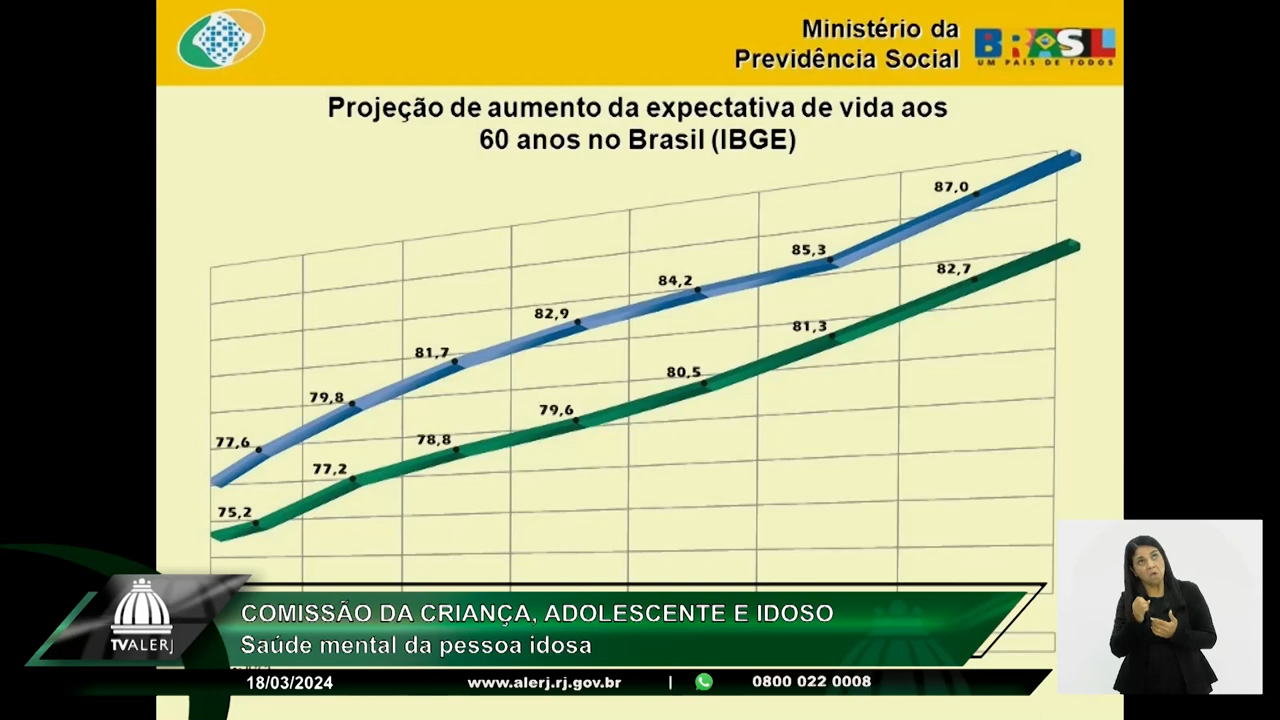 Ministério da
Previdência Social
BRASIL
UM PAÍS DE TODOS
Projeção de aumento da expectativa de vida aos
60 anos no Brasil (IBGE)
87,0
85,3
84,2
82,9
81,7
79,8
77,6
82,7
81,3
80,5
79,6
78,8
77,2
75,2
COMISSÃO DA CRIANÇA, ADOLESCENTE E IDOSO
Saúde mental da pessoa idosa
TVALERJ
18/03/2024 www.alerj.rj.gov.br | 0800 022 0008